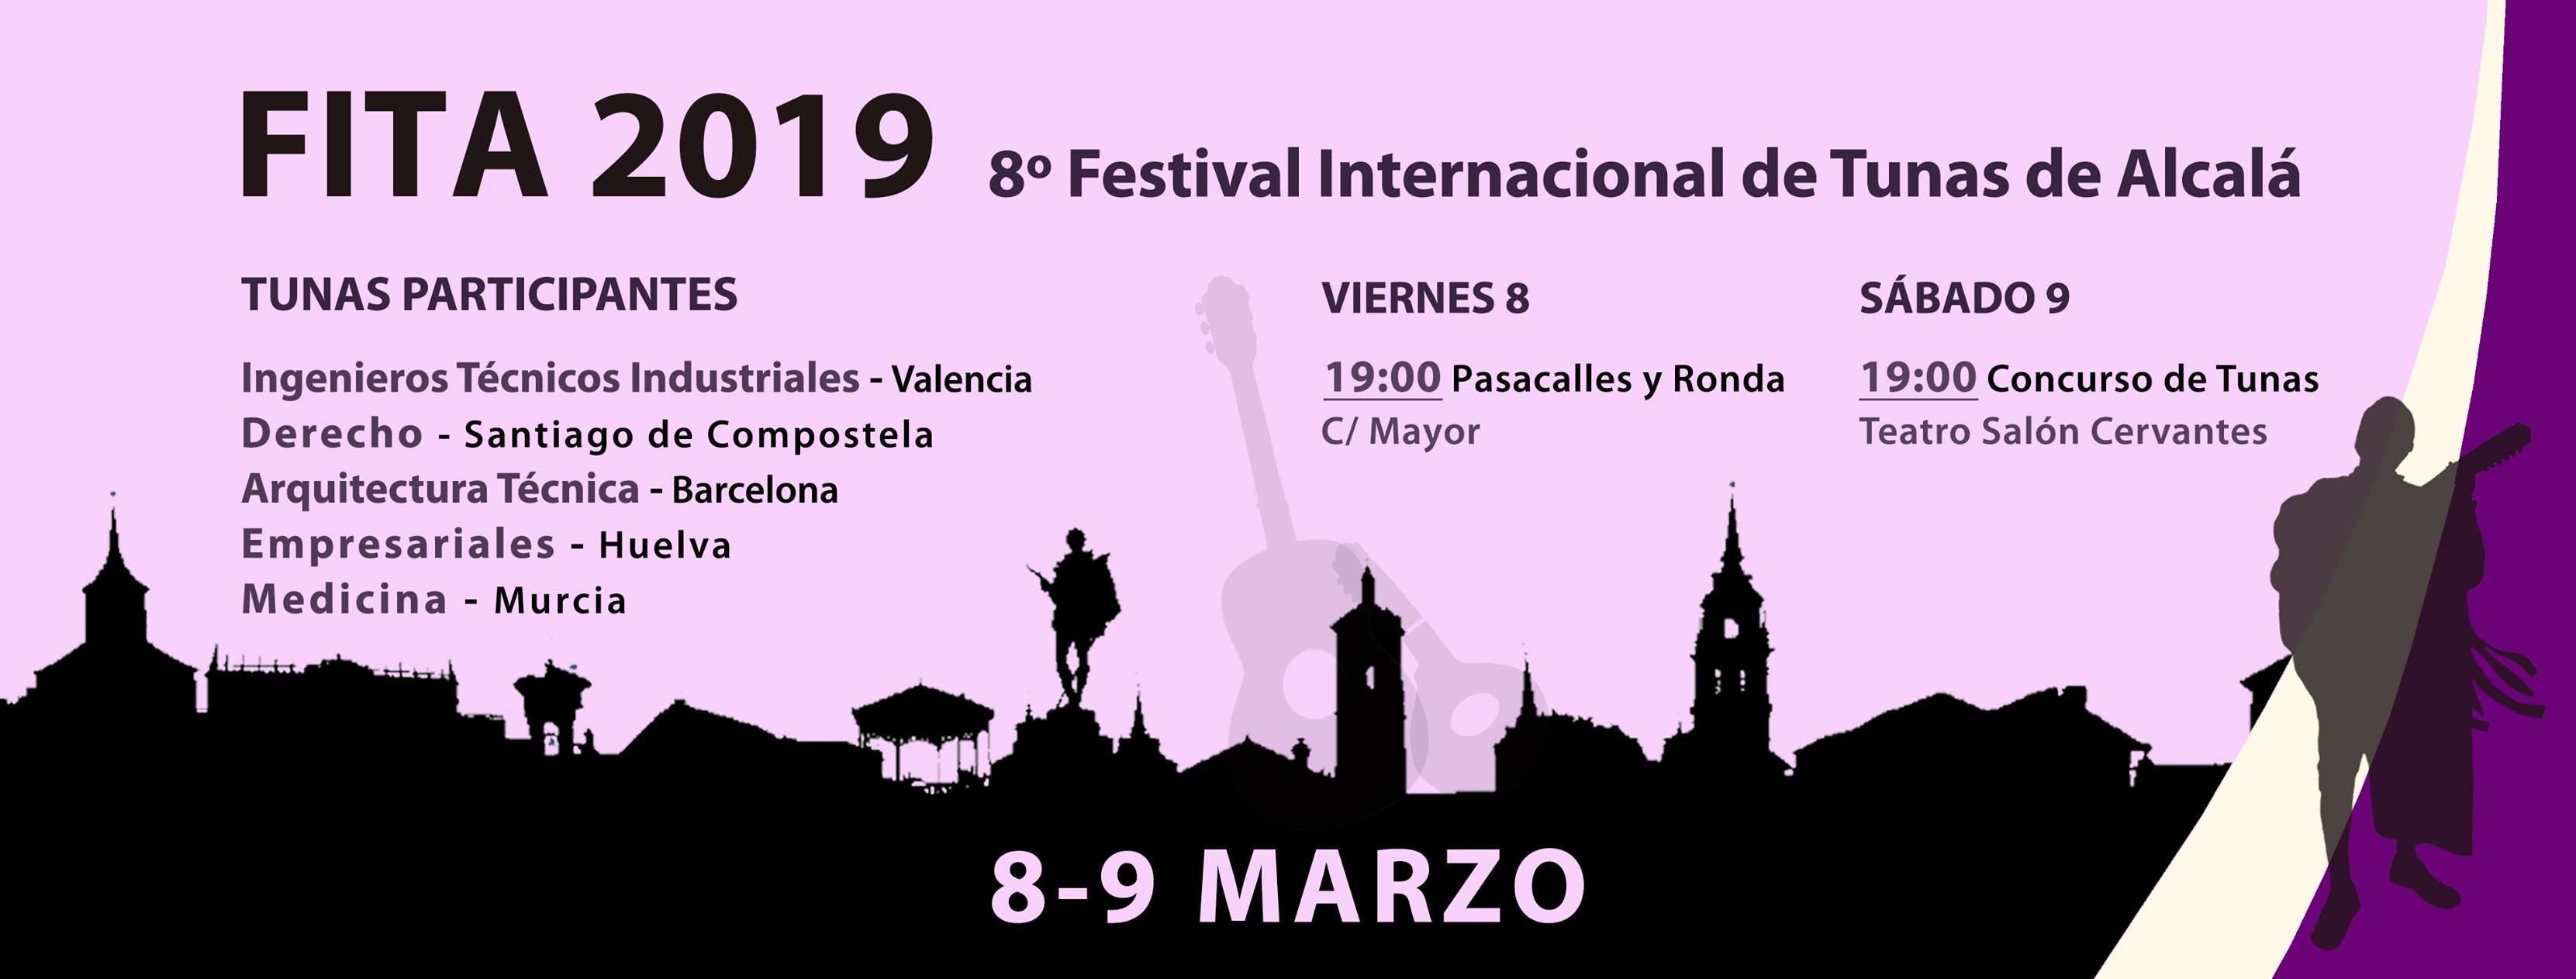 FITA 2019 8º Festival Internacional de Tunas de Alcalá
TUNAS PARTICIPANTES
Ingenieros Técnicos Industriales - Valencia
Derecho - Santiago de Compostela
Arquitectura Técnica - Barcelona
Empresariales - Huelva
Medicina - Murcia
VIERNES 8
19:00 Pasacalles y Ronda
C/ Mayor
SÁBADO 9
19:00 Concurso de Tunas
Teatro Salón Cervantes
8-9 MARZO